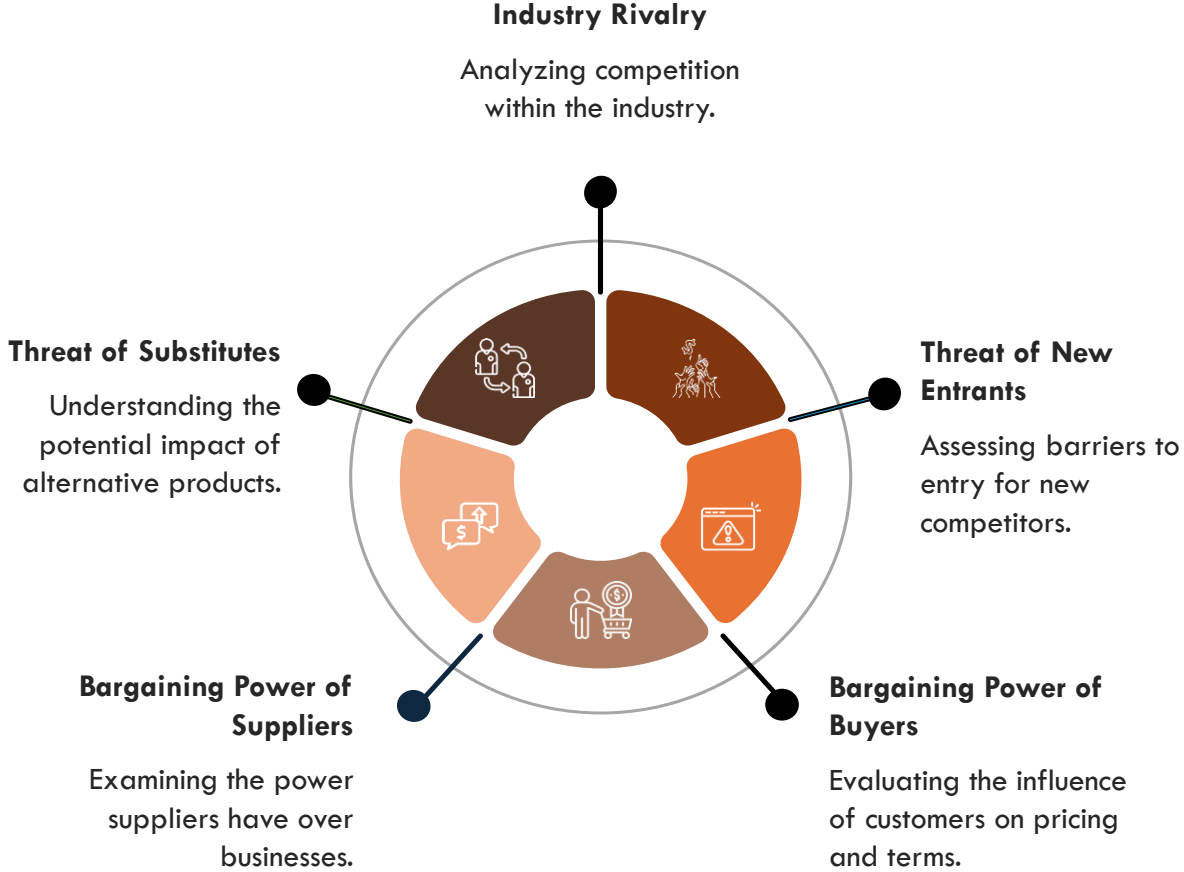 Industry Rivalry
Analyzing competition
within the industry.
Threat of Substitutes
Understanding the
potential impact of
alternative products.
Threat of New
Entrants
Assessing barriers to
entry for new
competitors.
$
$
$
Bargaining Power of
Suppliers
Examining the power
suppliers have over
businesses.
Bargaining Power of
Buyers
Evaluating the influence
of customers on pricing
and terms.